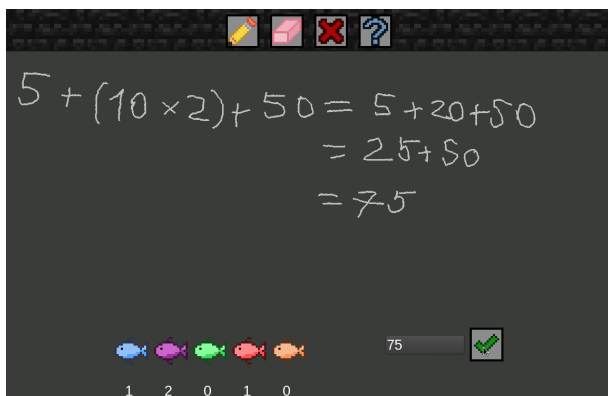 5 + (10 × 2) + 50 = 5 + 20 + 50
= 25 + 50
= 75
75
1 2 0 1 0